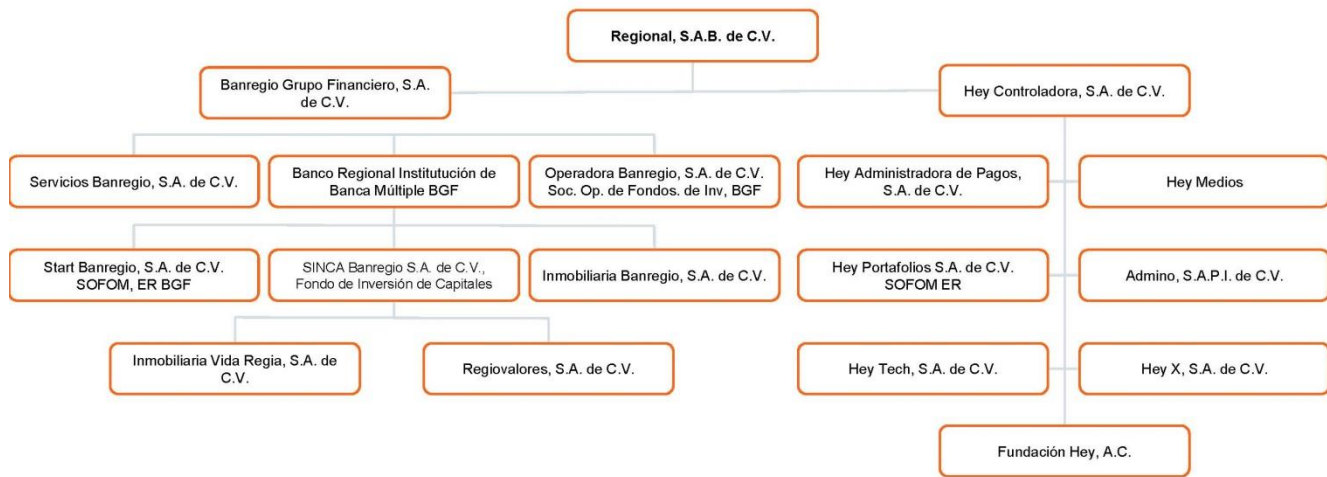 Regional, S.A.B. de C.V.
Banregio Grupo Financiero, S.A.
de C.V.
Hey Controladora, S.A. de C.V.
Servicios Banregio, S.A. de C.V.
Banco Regional Institutución de
Banca Múltiple BGF
Operadora Banregio, S.A. de C.V.
Soc. Op. de Fondos. de Inv, BGF
Hey Administradora de Pagos,
S.A. de C.V.
Hey Medios
Start Banregio, S.A. de C.V.
SOFOM, ER BGF
SINCA Banregio S.A. de C.V.,
Fondo de Inversión de Capitales
Inmobiliaria Banregio, S.A. de C.V.
Hey Portafolios S.A. de C.V.
SOFOM ER
Admino, S.A.P.I. de C.V.
Inmobiliaria Vida Regia, S.A. de
C.V.
Regiovalores, S.A. de C.V.
Hey Tech, S.A. de C.V.
Hey X, S.A. de C.V.
Fundación Hey, A.C.